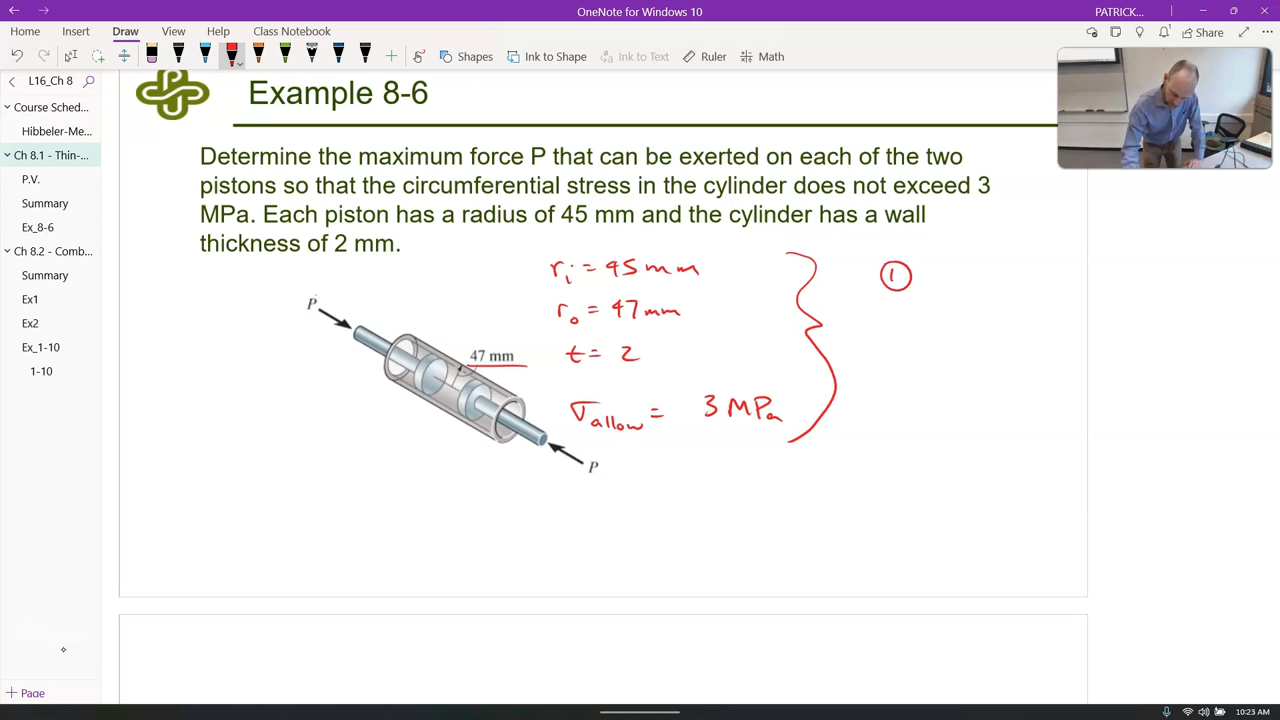 OneNote for Windows 10
PATRICK...
Home
Insert
Draw
View
Help
Class Notebook
Share
Shapes
Ink to Shape
Ink to Text
Ruler
Math
L16_Ch 8
Course Sched...
Hibbeler-Me...
Ch 8.1 - Thin-...
P.V.
Summary
Ex_8-6
Ch 8.2 - Comb...
Summary
Ex1
Ex2
Ex_1-10
1-10
Page
Example 8-6
Determine the maximum force P that can be exerted on each of the two
pistons so that the circumferential stress in the cylinder does not exceed 3
MPa. Each piston has a radius of 45 mm and the cylinder has a wall
thickness of 2 mm.
P
47 mm
P
ri = 45 mm
ro = 47 mm
t = 2
σallow = 3 MPa
①
10:23 AM